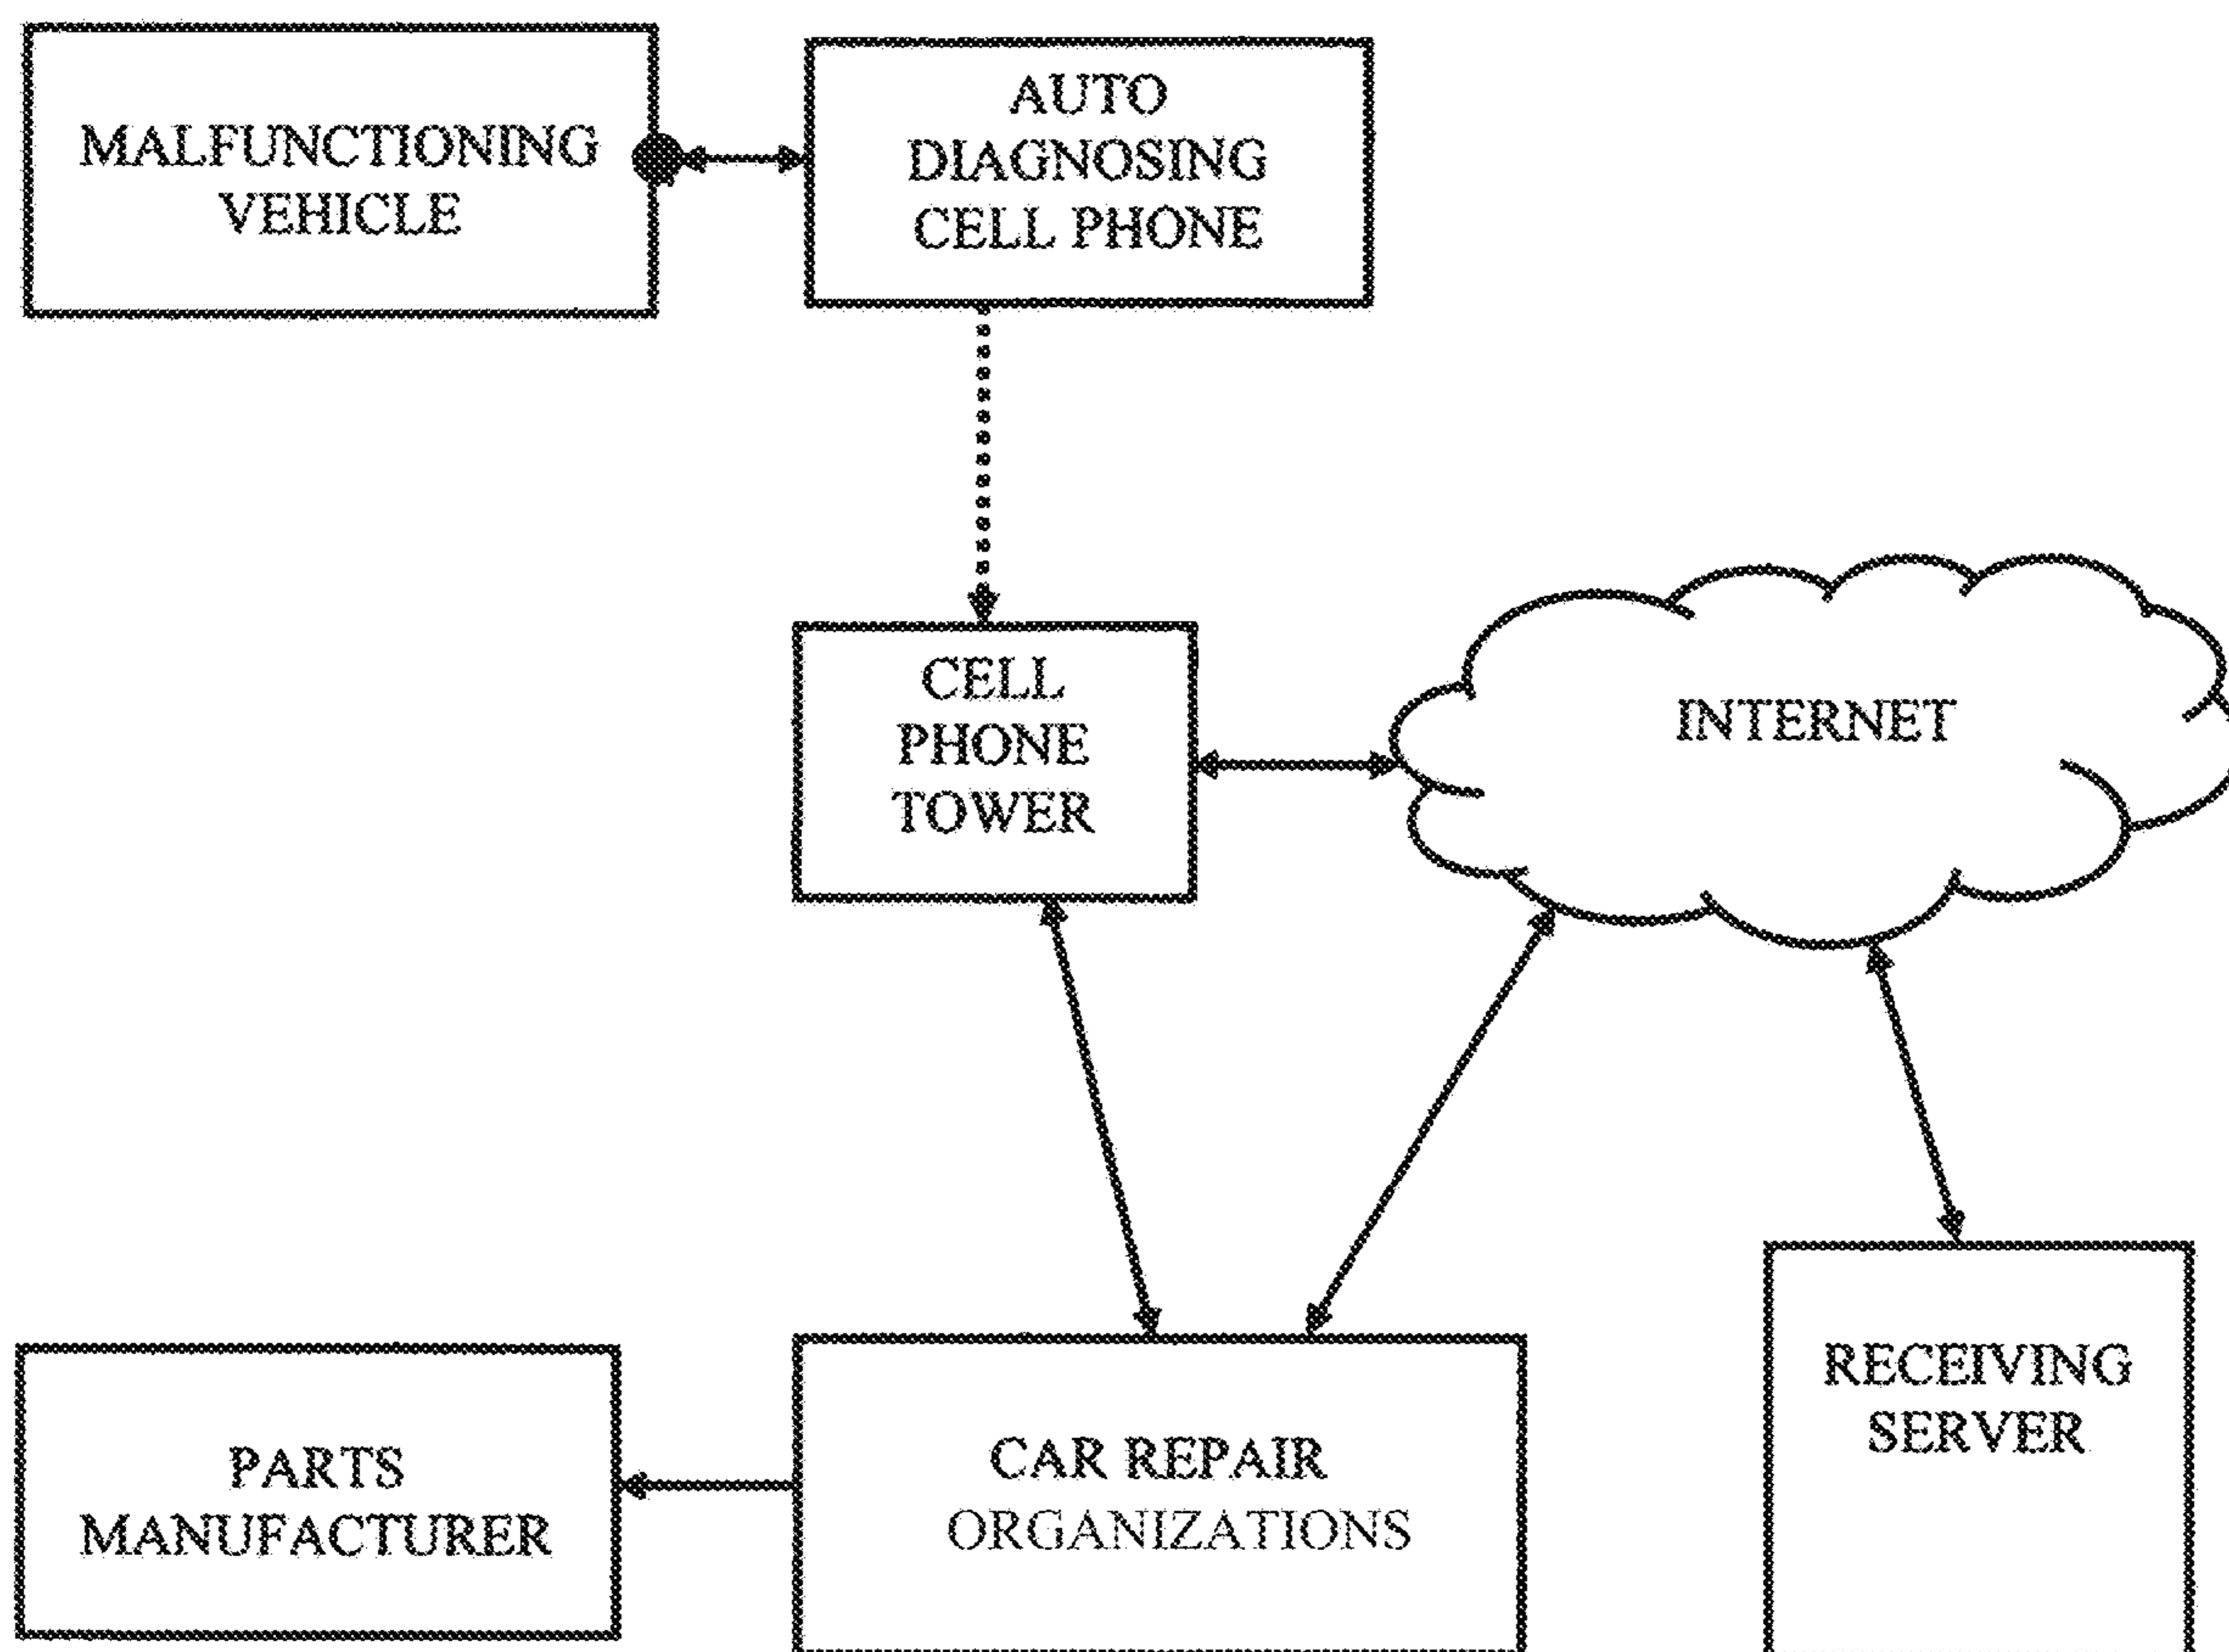 MALFUNCTIONING
VEHICLE
AUTO
DIAGNOSING
CELL PHONE
CELL
PHONE
TOWER
INTERNET
RECEIVING
SERVER
PARTS
MANUFACTURER
CAR REPAIR
ORGANIZATIONS